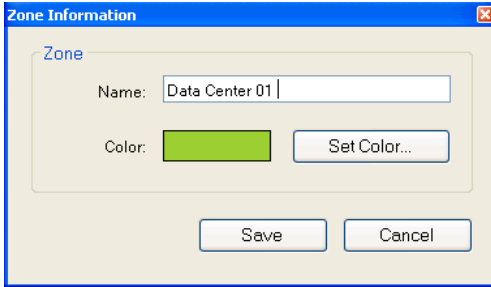 Zone Information
Zone
Name: Data Center 01
Color: Set Color...
Save Cancel